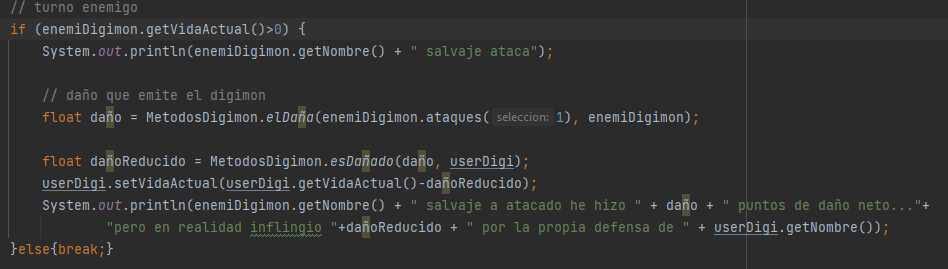 // turno enemigo
if (enemiDigimon.getVidaActual()>0) {
System.out.println(enemiDigimon.getNombre() + " salvaje ataca");
// daño que emite el digimon
float daño = MetodosDigimon.elDaña(enemiDigimon.ataques( seleccion: 1), enemiDigimon);
float dañoReducido = MetodosDigimon.esDañado(daño, userDigi);
userDigi.setVidaActual(userDigi.getVidaActual()-dañoReducido);
System.out.println(enemiDigimon.getNombre() + " salvaje a atacado he hizo " + daño + " puntos de daño neto..."+
"pero en realidad inflingio "+dañoReducido + " por la propia defensa de " + userDigi.getNombre());
}else{break;}